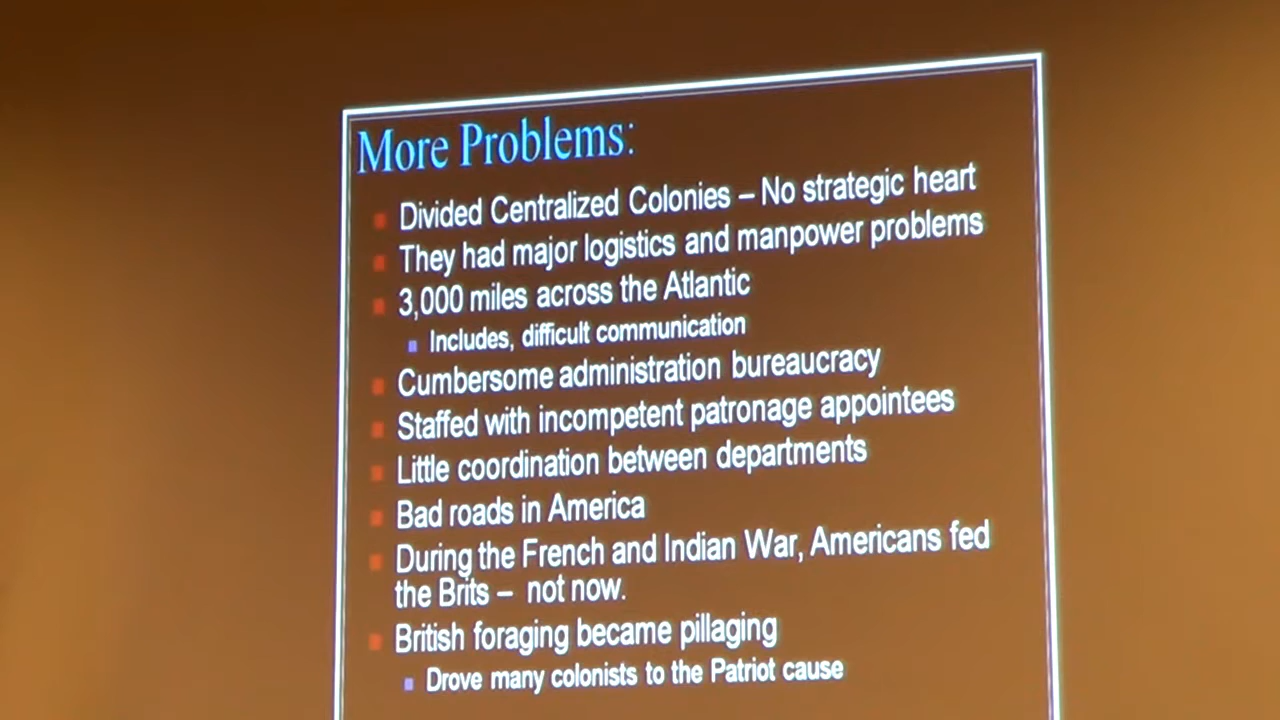 More Problems:
Divided Centralized Colonies – No strategic heart
They had major logistics and manpower problems
3,000 miles across the Atlantic
Includes, difficult communication
Cumbersome administration bureaucracy
Staffed with incompetent patronage appointees
Little coordination between departments
Bad roads in America
During the French and Indian War, Americans fed
the Brits – not now.
British foraging became pillaging
Drove many colonists to the Patriot cause